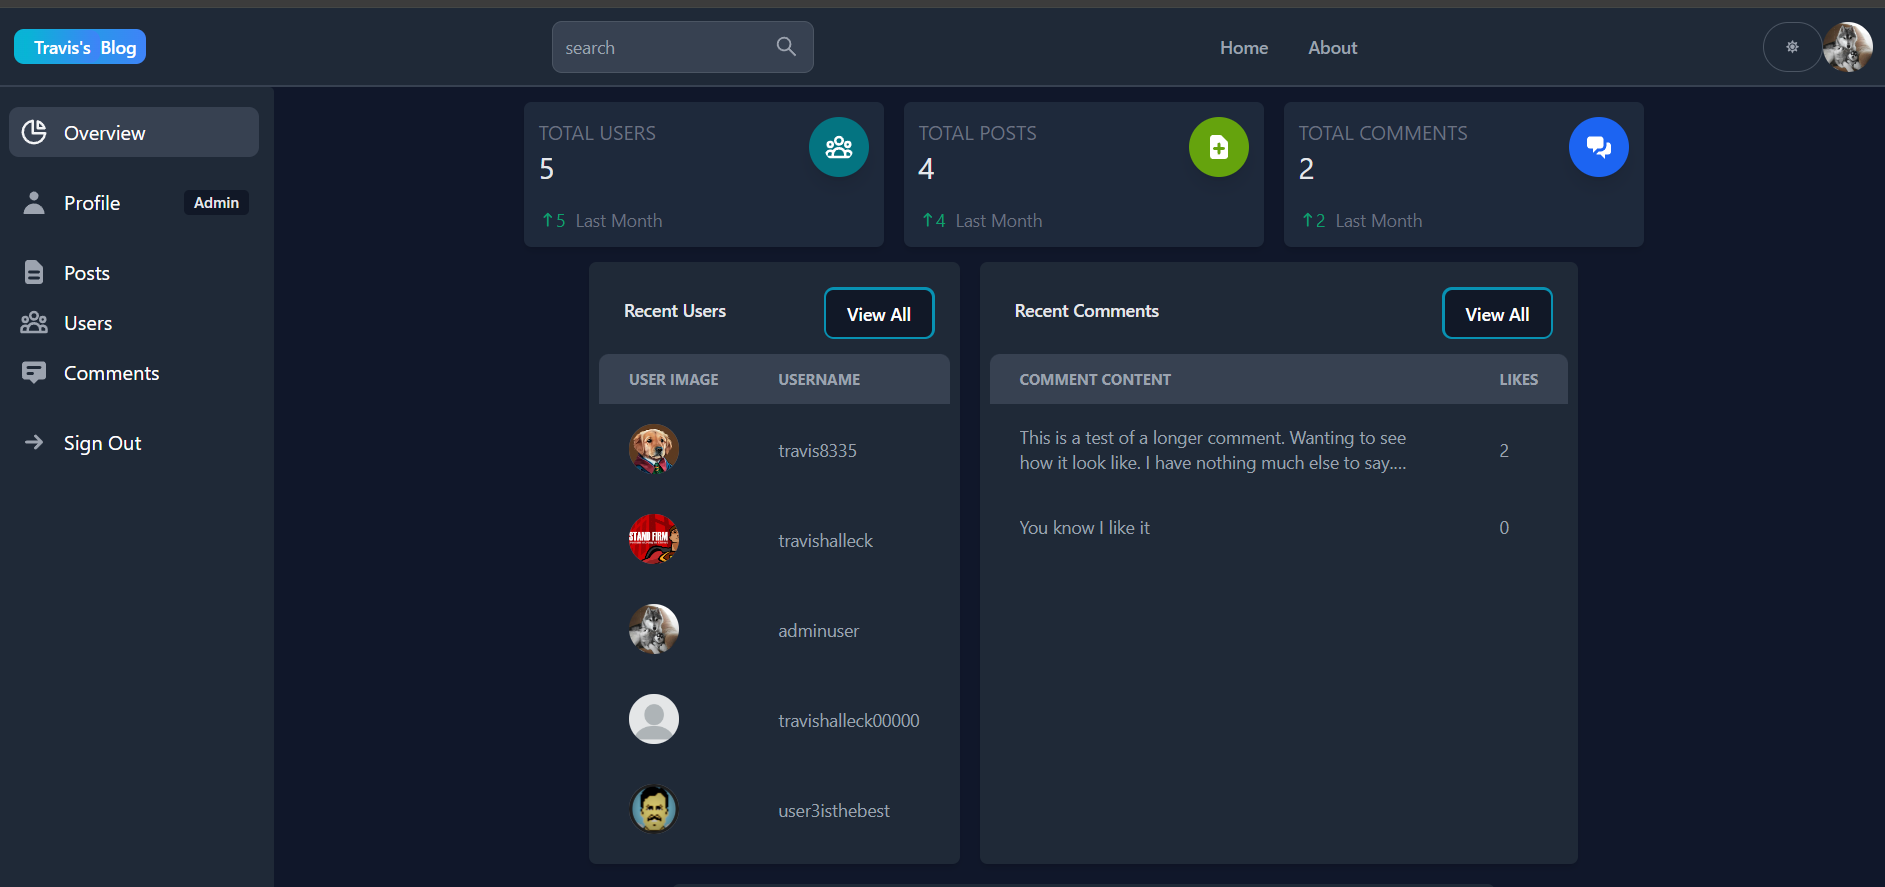 Travis's Blog
search
Home
About
Overview
Profile
Admin
Posts
Users
Comments
Sign Out
TOTAL USERS
5
↑5 Last Month
TOTAL POSTS
4
↑4 Last Month
TOTAL COMMENTS
2
↑2 Last Month
Recent Users
View All
USER IMAGE USERNAME
travis8335
STAND FIRM
travishalleck
adminuser
travishalleck00000
user3isthebest
Recent Comments
View All
COMMENT CONTENT LIKES
This is a test of a longer comment. Wanting to see
how it look like. I have nothing much else to say....
2
You know I like it
0